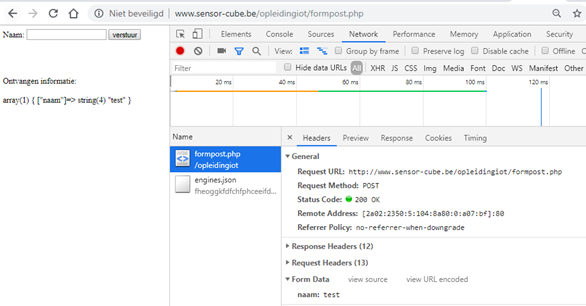 Niet beveiligd | www.sensor-cube.be/opleidingiot/formpost.php
Naam: verstuur
Ontvangen informatie:
array(1) { ["naam"]=> string(4) "test" }
Elements Console Sources Network Performance Memory Application Security
View: Group by frame Preserve log Disable cache Offline
Filter Hide data URLs All XHR JS CSS Img Media Font Doc WS Manifest Other
20 ms 40 ms 60 ms 80 ms 100 ms 120 ms
Name
formpost.php
/opleidingiot
engines.json
fheoggkfdfchfphceeifd...
× Headers Preview Response Cookies Timing
▼ General
Request URL: http://www.sensor-cube.be/opleidingiot/formpost.php
Request Method: POST
Status Code: 200 OK
Remote Address: [2a02:2350:5:104:8a80:0:a07:bf]:80
Referrer Policy: no-referrer-when-downgrade
► Response Headers (12)
► Request Headers (13)
▼ Form Data view source view URL encoded
naam: test